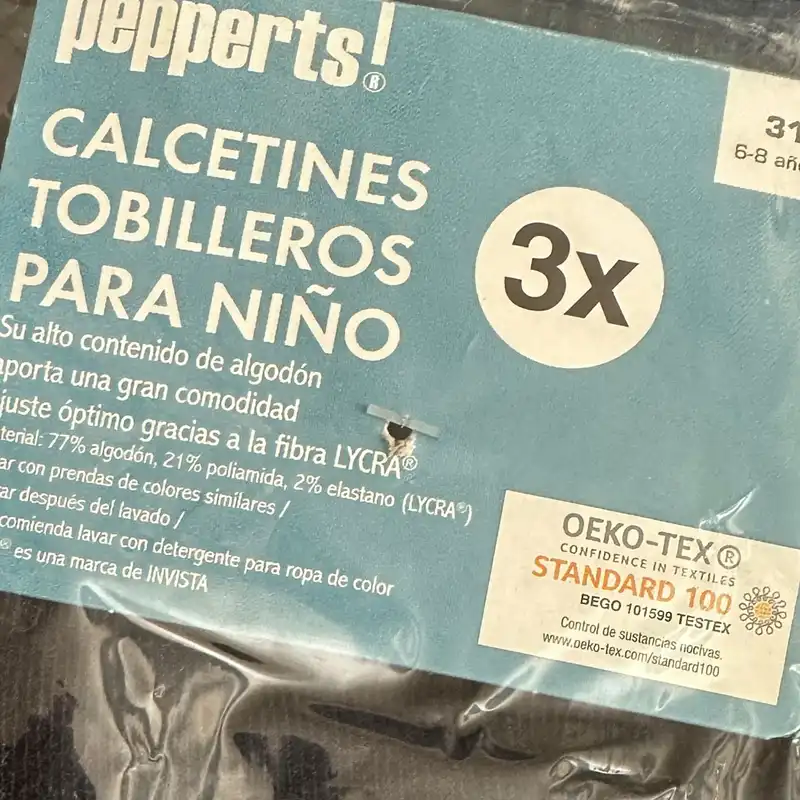 pepperts!®
CALCETINES
TOBILLEROS
PARA NIÑO
3x
31
6-8
Su alto contenido de algodón
aporta una gran comodidad
juste óptimo gracias a la fibra LYCRA®
terial: 77% algodón, 21% poliamida, 2% elastano (LYCRA®)
ar con prendas de colores similares /
ar después del lavado /
comienda lavar con detergente para ropa de color
® es una marca de INVISTA
OEKO-TEX®
CONFIDENCE IN TEXTILES
STANDARD 100
BEGO 101599 TESTEX
Control de sustancias nocivas.
www.oeko-tex.com/standard100